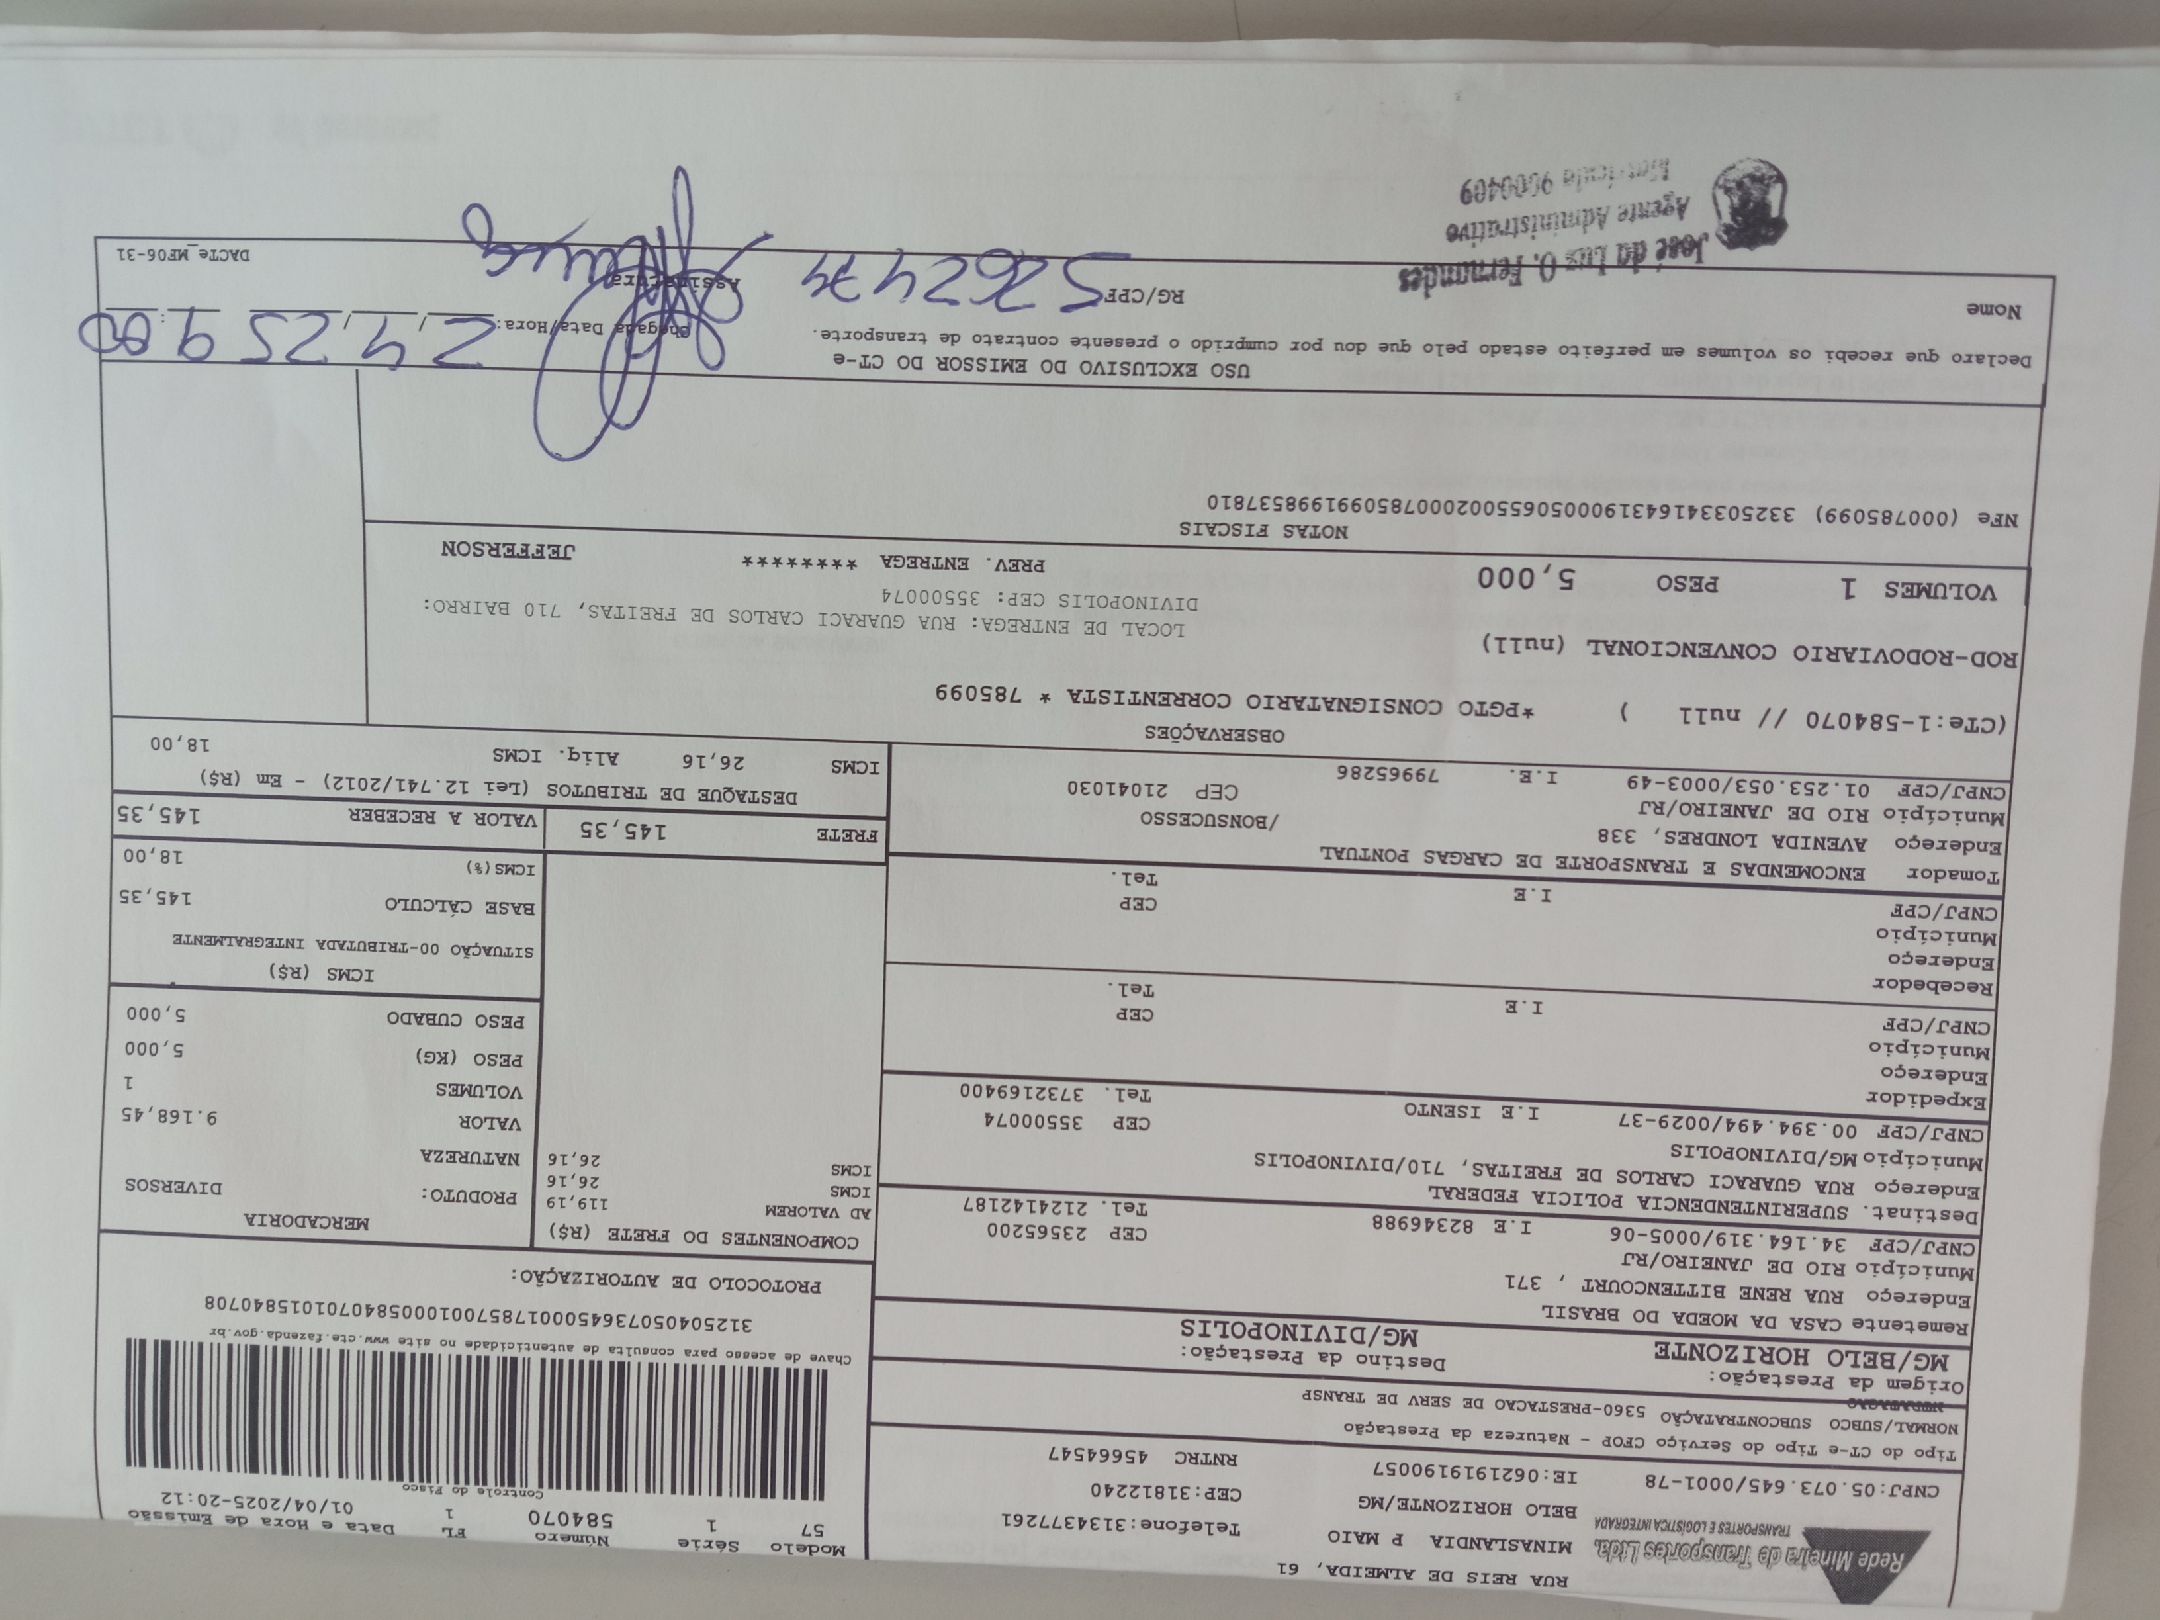 Rede Mineira de Transportes Ltda.
TRANSPORTES E LOGÍSTICA INTEGRADA
RUA REIS DE ALMEIDA, 61
MINASLANDIA P MAIO Telefone:3134377261
BELO HORIZONTE/MG CEP:31812240
CNPJ:05.073.645/0001-78 IE:0621919190057 RNTRC 45664547
Modelo Série Número FL Data e Hora de Emissão
57 1 584070 1 01/04/2025-20:12
Controle do Fisco
Chave de acesso para consulta de autenticidade no site www.cte.fazenda.gov.br
31250405073645000178570010005840701015840708
PROTOCOLO DE AUTORIZAÇÃO:
Tipo do CT-e Tipo do Serviço CFOP - Natureza da Prestação
NORMAL/SUBCO SUBCONTRATAÇÃO 5360-PRESTACAO DE SERV DE TRANSP
Origem da Prestação: Destino da Prestação:
MG/BELO HORIZONTE MG/DIVINOPOLIS
Remetente CASA DA MOEDA DO BRASIL
Endereço RUA RENE BITTENCOURT , 371
Município RIO DE JANEIRO/RJ CEP 23565200
CNPJ/CPF 34.164.319/0005-06 I.E 82346988 Tel. 2124142187
Destinat. SUPERINTENDENCIA POLICIA FEDERAL
Endereço RUA GUARACI CARLOS DE FREITAS, 710/DIVINOPOLIS
Município MG/DIVINOPOLIS CEP 35500074
CNPJ/CPF 00.394.494/0029-37 I.E ISENTO Tel. 3732169400
Expedidor
Endereço
Município CEP
CNPJ/CPF I.E Tel.
Recebedor
Endereço
Município CEP
CNPJ/CPF I.E Tel.
Tomador ENCOMENDAS E TRANSPORTE DE CARGAS PONTUAL
Endereço AVENIDA LONDRES, 338 /BONSUCESSO
Município RIO DE JANEIRO/RJ CEP 21041030
CNPJ/CPF 01.253.053/0003-49 I.E. 79965286
COMPONENTES DO FRETE (R$)
AD VALOREM 119,19
ICMS 26,16
ICMS 26,16
FRETE 145,35
MERCADORIA
PRODUTO: DIVERSOS
NATUREZA
VALOR 9.168,45
VOLUMES 1
PESO (KG) 5,000
PESO CUBADO 5,000
ICMS (R$)
SITUAÇÃO 00-TRIBUTADA INTEGRALMENTE
BASE CÁLCULO 145,35
ICMS(%) 18,00
VALOR A RECEBER 145,35
DESTAQUE DE TRIBUTOS (Lei 12.741/2012) - Em (R$)
ICMS 26,16 Aliq. ICMS 18,00
OBSERVAÇÕES
(CTe:1-584070 // null ) *PGTO CONSIGNATARIO CORRENTISTA * 785099
ROD-RODOVIARIO CONVENCIONAL (null)
LOCAL DE ENTREGA: RUA GUARACI CARLOS DE FREITAS, 710 BAIRRO:
DIVINOPOLIS CEP: 35500074
VOLUMES 1 PESO 5,000 PREV. ENTREGA ******** JEFFERSON
NOTAS FISCAIS
NFe (000785099) 33250334164319000506550020007850991998537810
USO EXCLUSIVO DO EMISSOR DO CT-e
Declaro que recebi os volumes em perfeito estado pelo que dou por cumprido o presente contrato de transporte.
Chegada Data/Hora: 2/4/25 9:00
Nome RG/CPF 5262474 Assinatura
DACTe_MF06-31
José da Luz O. Fernandes
Agente Administrativo
Matrícula 9600409